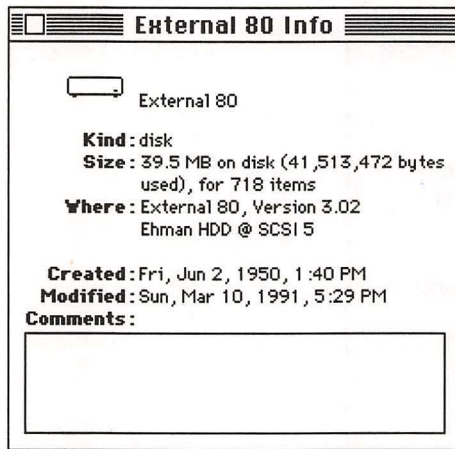 External 80 Info
External 80
Kind: disk
Size: 39.5 MB on disk (41,513,472 bytes
used), for 718 items
Where: External 80, Version 3.02
Ehman HDD @ SCSI 5
Created: Fri, Jun 2, 1950, 1:40 PM
Modified: Sun, Mar 10, 1991, 5:29 PM
Comments: